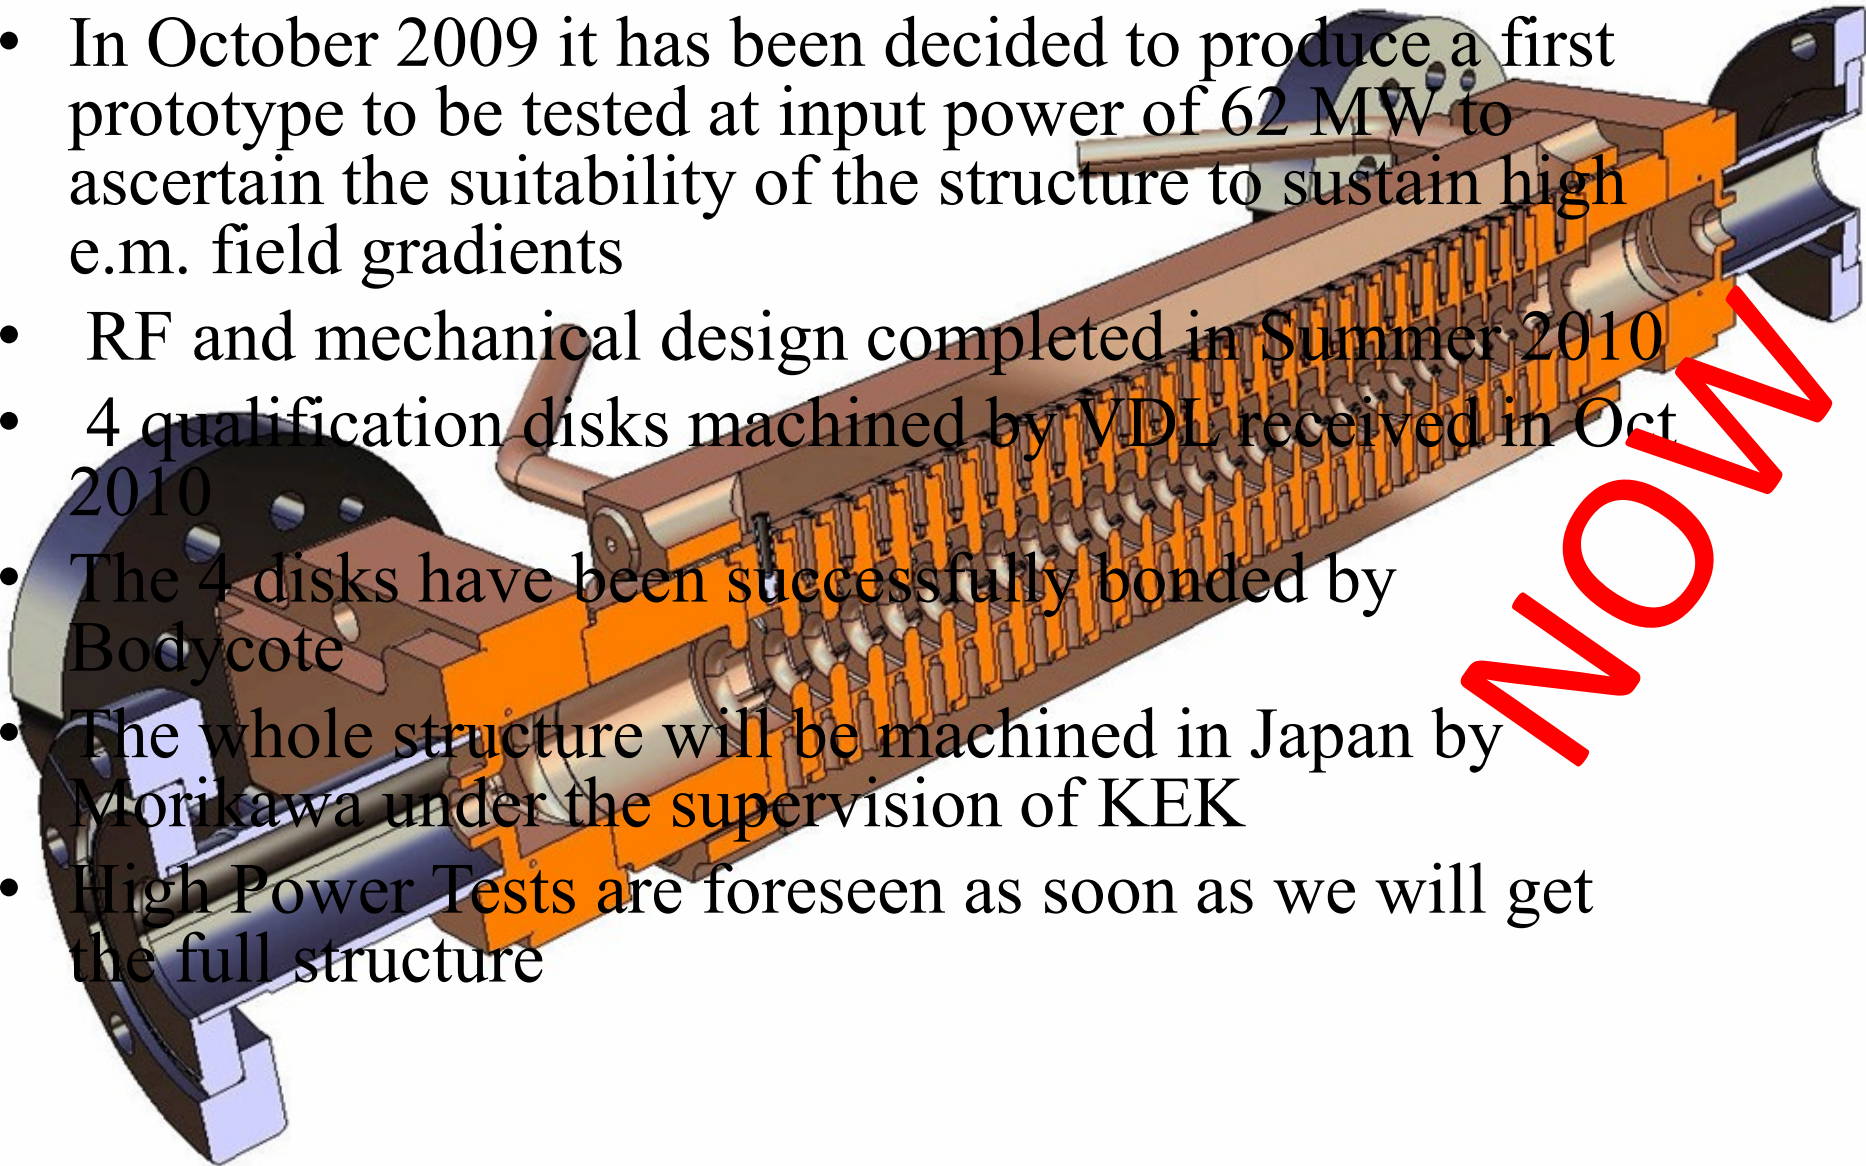 • In October 2009 it has been decided to produce a first
prototype to be tested at input power of 62 MW to
ascertain the suitability of the structure to sustain high
e.m. field gradients
• RF and mechanical design completed in Summer 2010
• 4 qualification disks machined by VDL received in Oct
2010
• The 4 disks have been successfully bonded by
Bodycote
• The whole structure will be machined in Japan by
Morikawa under the supervision of KEK
• High Power Tests are foreseen as soon as we will get
the full structure
NOW